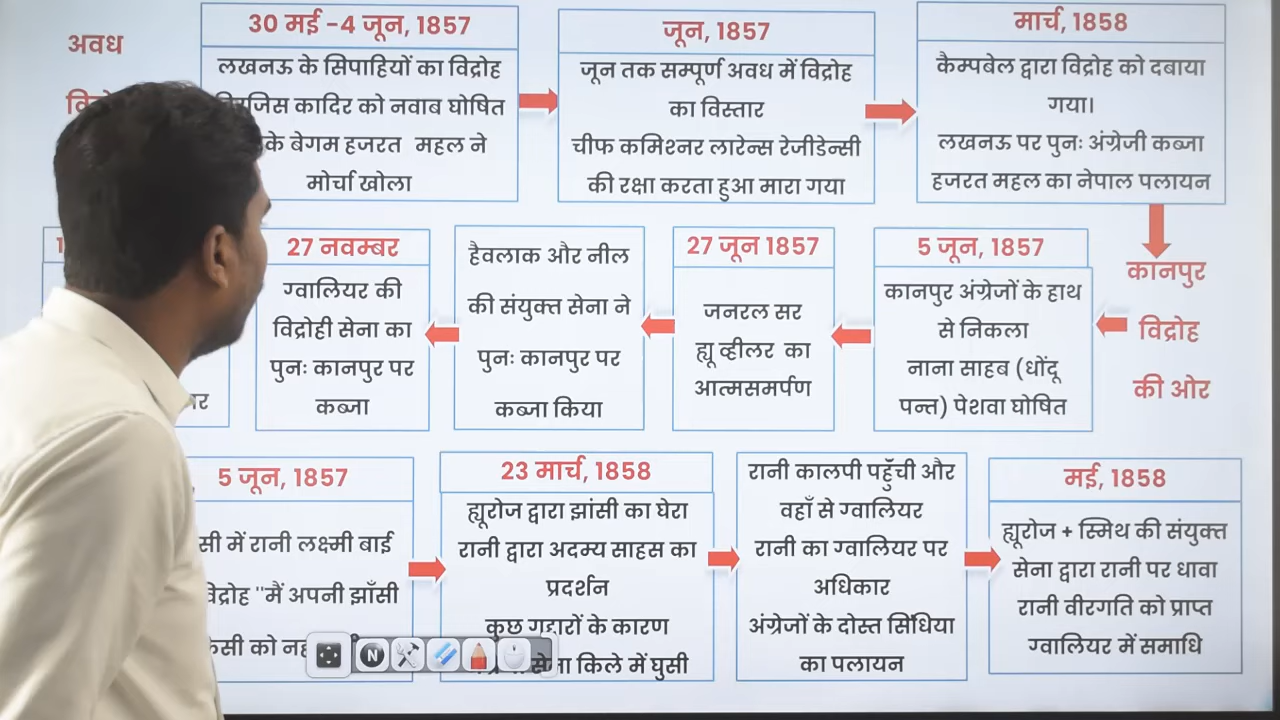 अवध
30 मई -4 जून, 1857
लखनऊ के सिपाहियों का विद्रोह
कादिर को नवाब घोषित
के बेगम हजरत महल ने
मोर्चा खोला
जून, 1857
जून तक सम्पूर्ण अवध में विद्रोह
का विस्तार
चीफ कमिश्नर लारेन्स रेजीडेन्सी
की रक्षा करता हुआ मारा गया
मार्च, 1858
कैम्पबेल द्वारा विद्रोह को दबाया
गया।
लखनऊ पर पुनः अंग्रेजी कब्जा
हजरत महल का नेपाल पलायन
कानपुर
विद्रोह
की ओर
5 जून, 1857
कानपुर अंग्रेजों के हाथ
से निकला
नाना साहब (धोंदू
पन्त) पेशवा घोषित
27 जून 1857
जनरल सर
ह्यू व्हीलर का
आत्मसमर्पण
हैवलाक और नील
की संयुक्त सेना ने
पुनः कानपुर पर
कब्जा किया
27 नवम्बर
ग्वालियर की
विद्रोही सेना का
पुनः कानपुर पर
कब्जा
5 जून, 1857
में रानी लक्ष्मी बाई
विद्रोह "मैं अपनी झाँसी
को
23 मार्च, 1858
ह्यूरोज द्वारा झांसी का घेरा
रानी द्वारा अदम्य साहस का
प्रदर्शन
कुछ गद्दारों के कारण
सेना किले में घुसी
रानी कालपी पहुँची और
वहाँ से ग्वालियर
रानी का ग्वालियर पर
अधिकार
अंग्रेजों के दोस्त सिंधिया
का पलायन
मई, 1858
ह्यूरोज + स्मिथ की संयुक्त
सेना द्वारा रानी पर धावा
रानी वीरगति को प्राप्त
ग्वालियर में समाधि
N